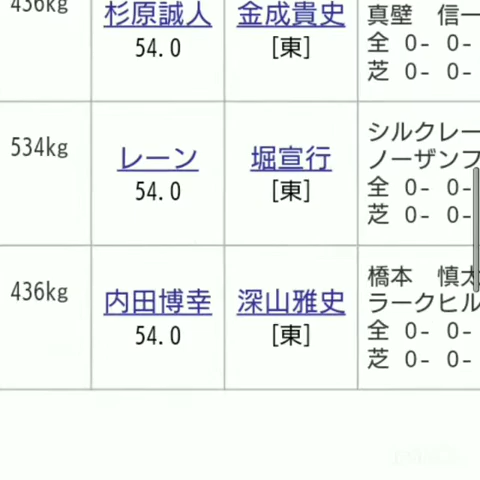 436kg
杉原誠人
54.0
金成貴史
[東]
真壁 信一
全 0- 0-
芝 0- 0-
534kg
レーン
54.0
堀宣行
[東]
シルクレー
ノーザンフ
全 0- 0-
芝 0- 0-
436kg
内田博幸
54.0
深山雅史
[東]
橋本 慎太
ラークヒル
全 0- 0-
芝 0- 0-